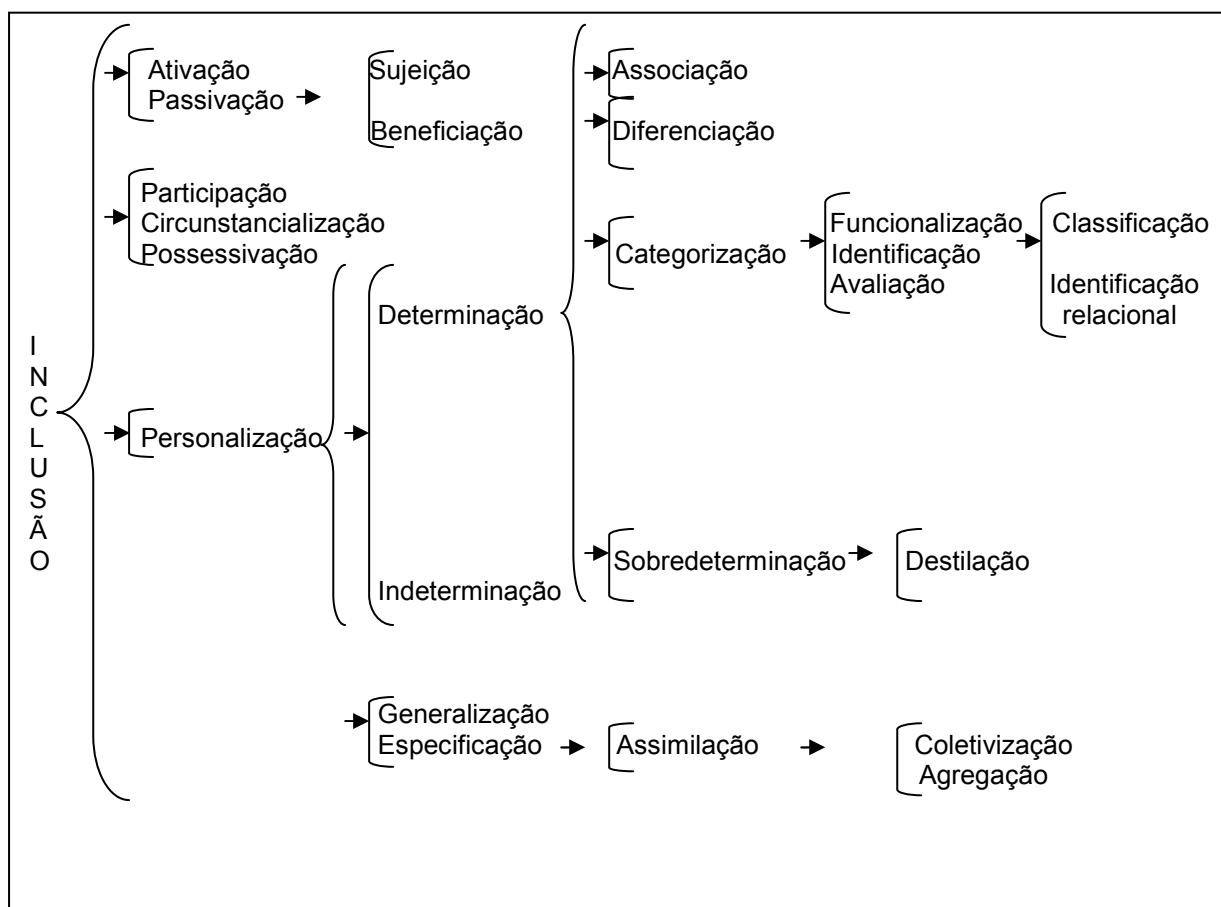 INCLUSÃO
Ativação
Passivação
Sujeição
Beneficiação
Participação
Circunstancialização
Possessivação
Personalização
Determinação
Indeterminação
Associação
Diferenciação
Categorização
Funcionalização
Identificação
Avaliação
Classificação
Identificação
relacional
Sobredeterminação
Destilação
Generalização
Especificação
Assimilação
Coletivização
Agregação